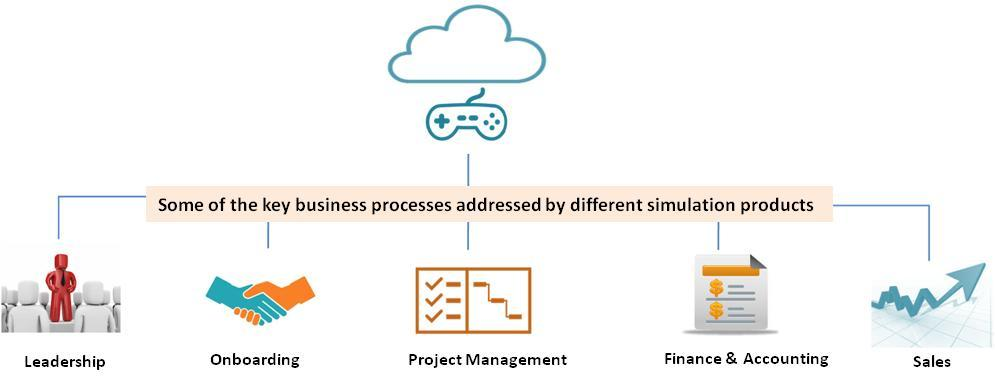 Some of the key business processes addressed by different simulation products
Leadership
Onboarding
Project Management
Finance & Accounting
Sales